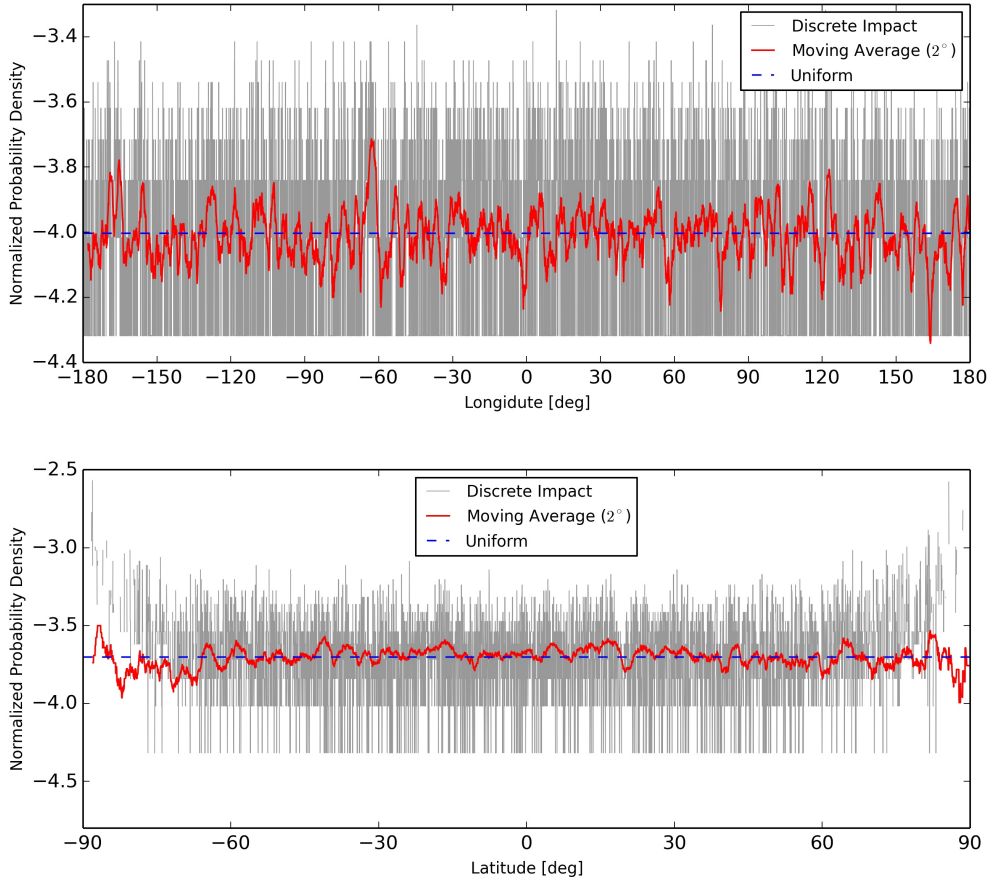 Normalized Probability Density
−3.4
−3.6
−3.8
−4.0
−4.2
−4.4
Discrete Impact
Moving Average (2°)
Uniform
−180 −150 −120 −90 −60 −30 0 30 60 90 120 150 180
Longidute [deg]
Normalized Probability Density
−2.5
−3.0
−3.5
−4.0
−4.5
Discrete Impact
Moving Average (2°)
Uniform
−90 −60 −30 0 30 60 90
Latitude [deg]